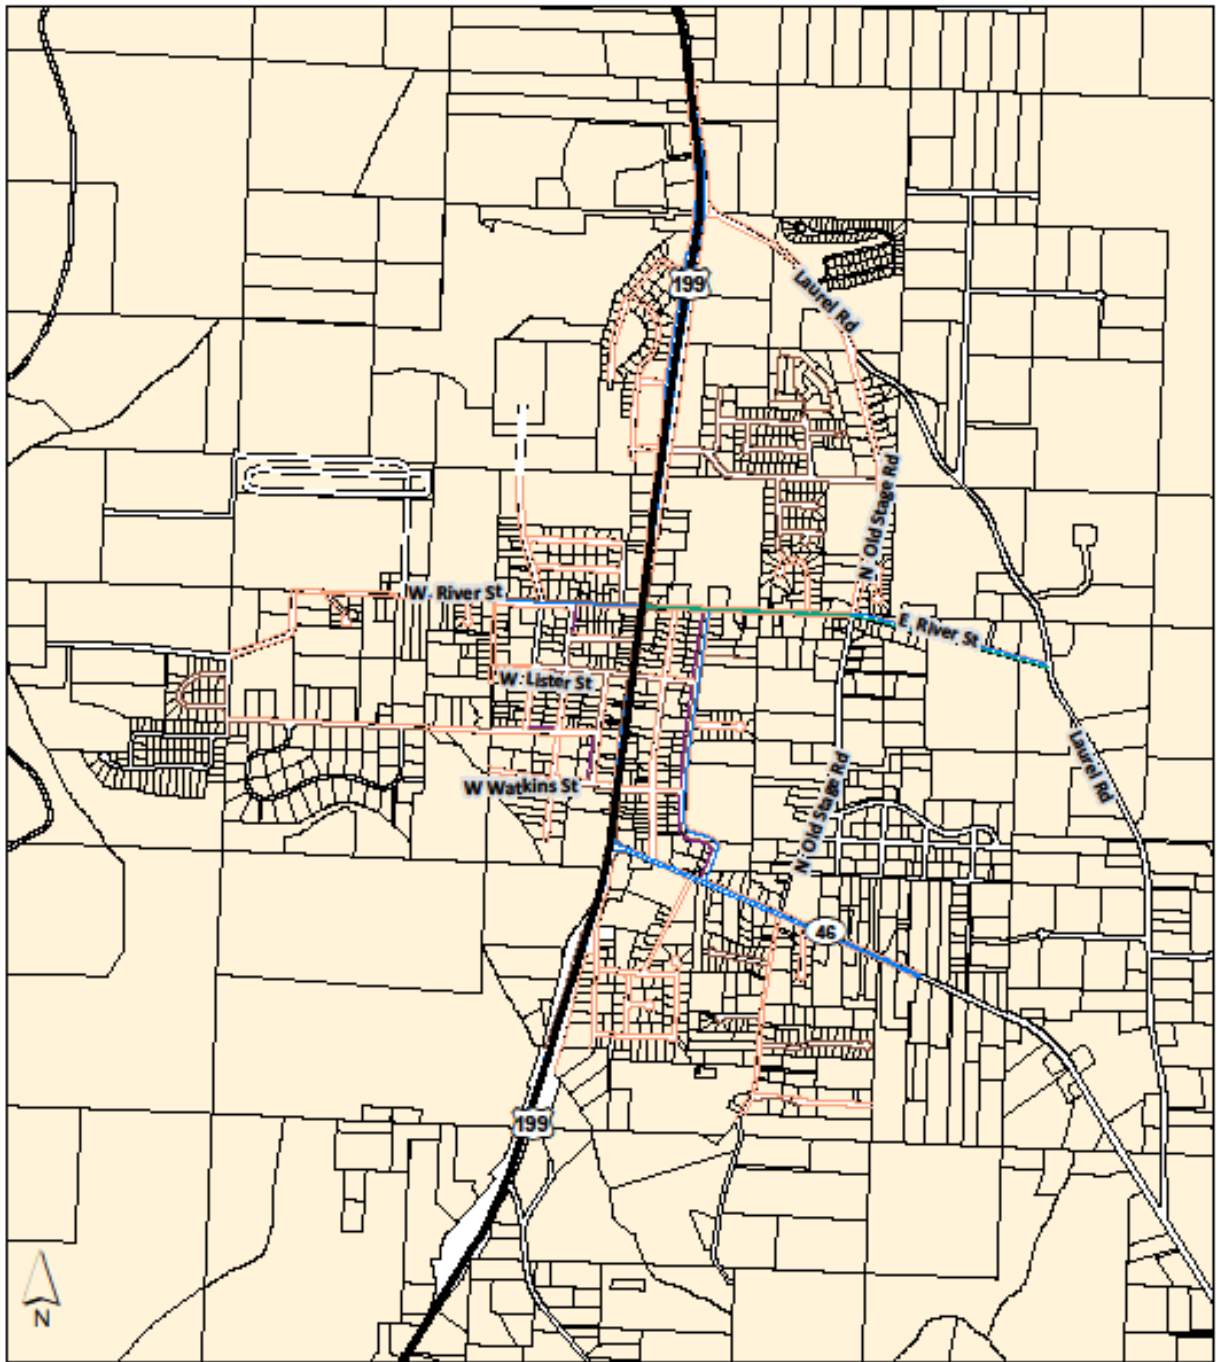 199
Laurel Rd
N Old Stage Rd
W River St
E River St
W Lister St
Laurel Rd
W Watkins St
N Old Stage Rd
46
199
N